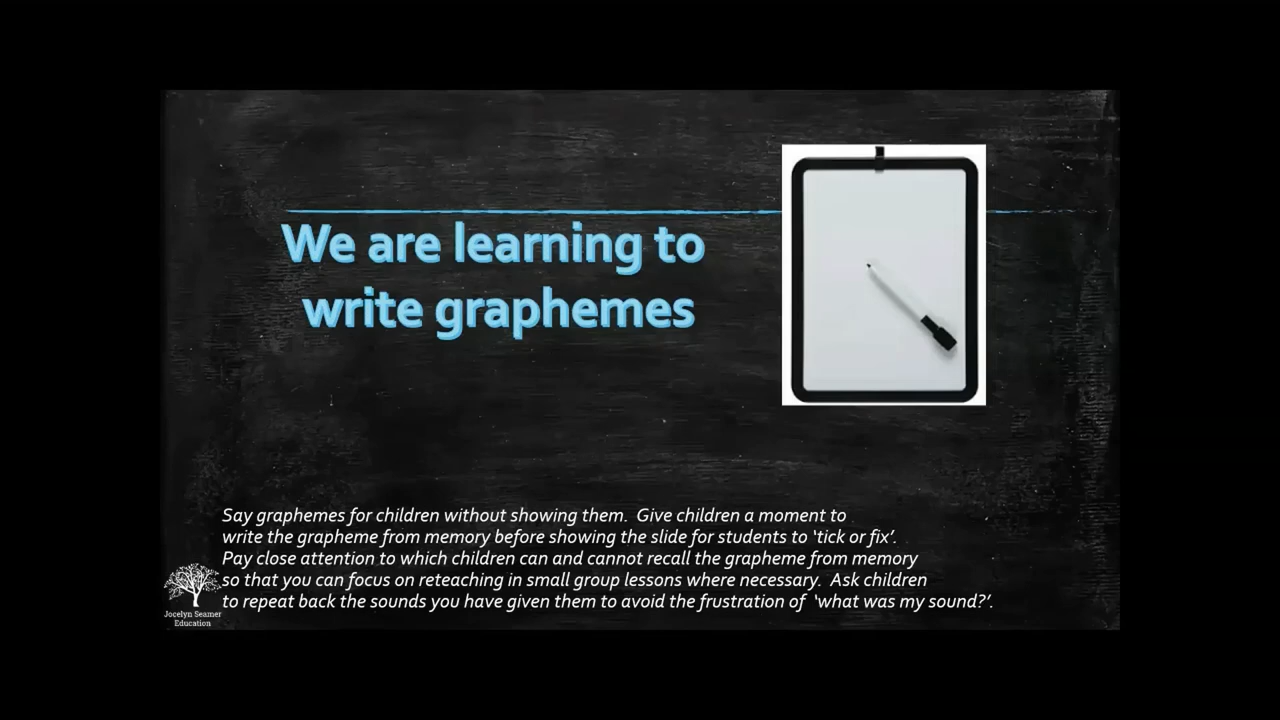 We are learning to
write graphemes
Say graphemes for children without showing them.  Give children a moment to
write the grapheme from memory before showing the slide for students to ‘tick or fix’.
Pay close attention to which children can and cannot recall the grapheme from memory
so that you can focus on reteaching in small group lessons where necessary.  Ask children
to repeat back the sounds you have given them to avoid the frustration of  ‘what was my sound?’.
Jocelyn Seamer
Education